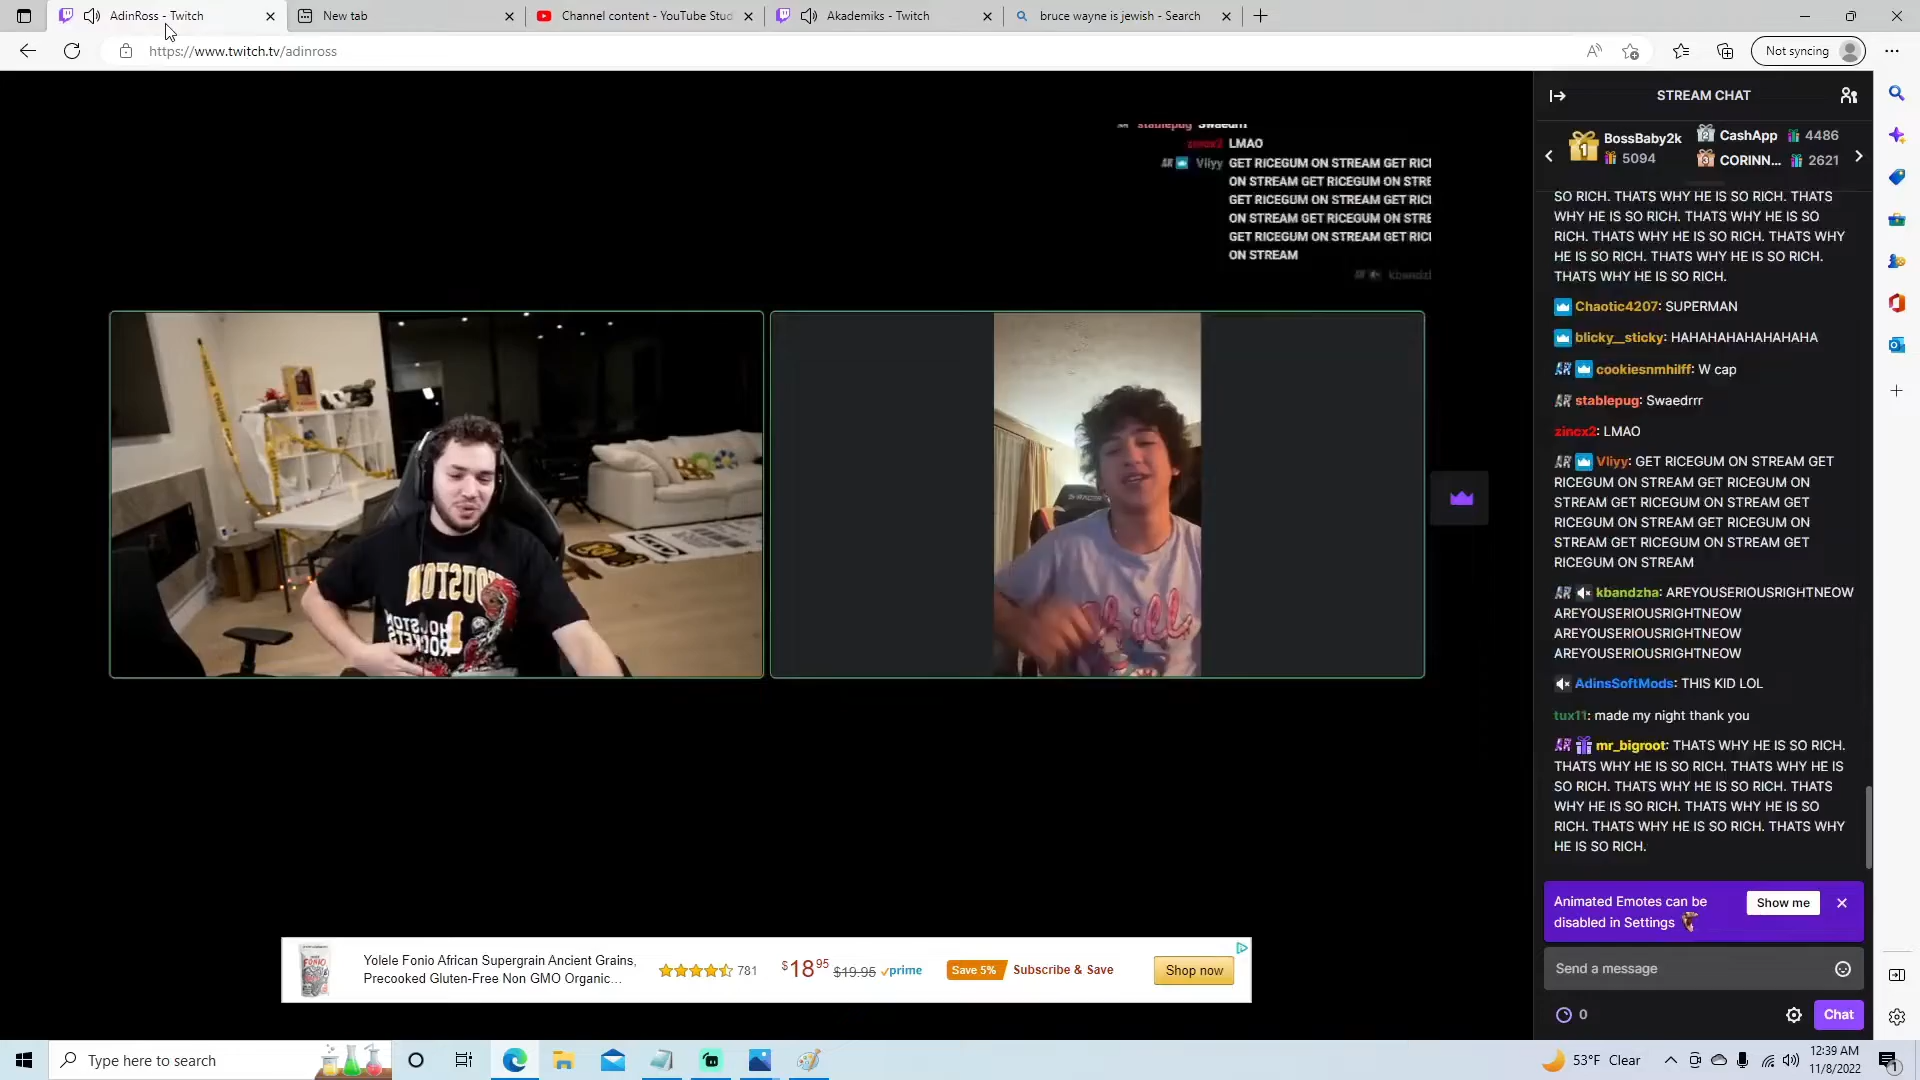 AdinRoss - Twitch
New tab
Channel content - YouTube Stud
Akademiks - Twitch
bruce wayne is jewish - Search
https://www.twitch.tv/adinross
Not syncing
stablepug Swaedrrr
zincx2 LMAO
Vliyy GET RICEGUM ON STREAM GET RICI
ON STREAM GET RICEGUM ON STRE
GET RICEGUM ON STREAM GET RICI
ON STREAM GET RICEGUM ON STRE
GET RICEGUM ON STREAM GET RICI
ON STREAM
kbandzl
HOUSTON
HOUSTON
ROCKETS
STREAM CHAT
1 BossBaby2k 5094
2 CashApp 4486
3 CORINN... 2621
SO RICH. THATS WHY HE IS SO RICH. THATS
WHY HE IS SO RICH. THATS WHY HE IS SO
RICH. THATS WHY HE IS SO RICH. THATS WHY
HE IS SO RICH. THATS WHY HE IS SO RICH.
THATS WHY HE IS SO RICH.
Chaotic4207: SUPERMAN
blicky__sticky: HAHAHAHAHAHAHAHA
cookiesnmhilff: W cap
stablepug: Swaedrrr
zincx2: LMAO
Vliyy: GET RICEGUM ON STREAM GET
RICEGUM ON STREAM GET RICEGUM ON
STREAM GET RICEGUM ON STREAM GET
RICEGUM ON STREAM GET RICEGUM ON
STREAM GET RICEGUM ON STREAM GET
RICEGUM ON STREAM
kbandzha: AREYOUSERIOUSRIGHTNEOW
AREYOUSERIOUSRIGHTNEOW
AREYOUSERIOUSRIGHTNEOW
AREYOUSERIOUSRIGHTNEOW
AdinsSoftMods: THIS KID LOL
tux11: made my night thank you
mr_bigroot: THATS WHY HE IS SO RICH.
THATS WHY HE IS SO RICH. THATS WHY HE IS
SO RICH. THATS WHY HE IS SO RICH. THATS
WHY HE IS SO RICH. THATS WHY HE IS SO
RICH. THATS WHY HE IS SO RICH. THATS WHY
HE IS SO RICH.
Animated Emotes can be
disabled in Settings
Show me
Send a message
0
Chat
Yolele Fonio African Supergrain Ancient Grains,
Precooked Gluten-Free Non GMO Organic...
781
$18.95 $19.95 prime
Save 5% Subscribe & Save
Shop now
FONIO
Type here to search
53°F Clear
12:39 AM
11/8/2022
1